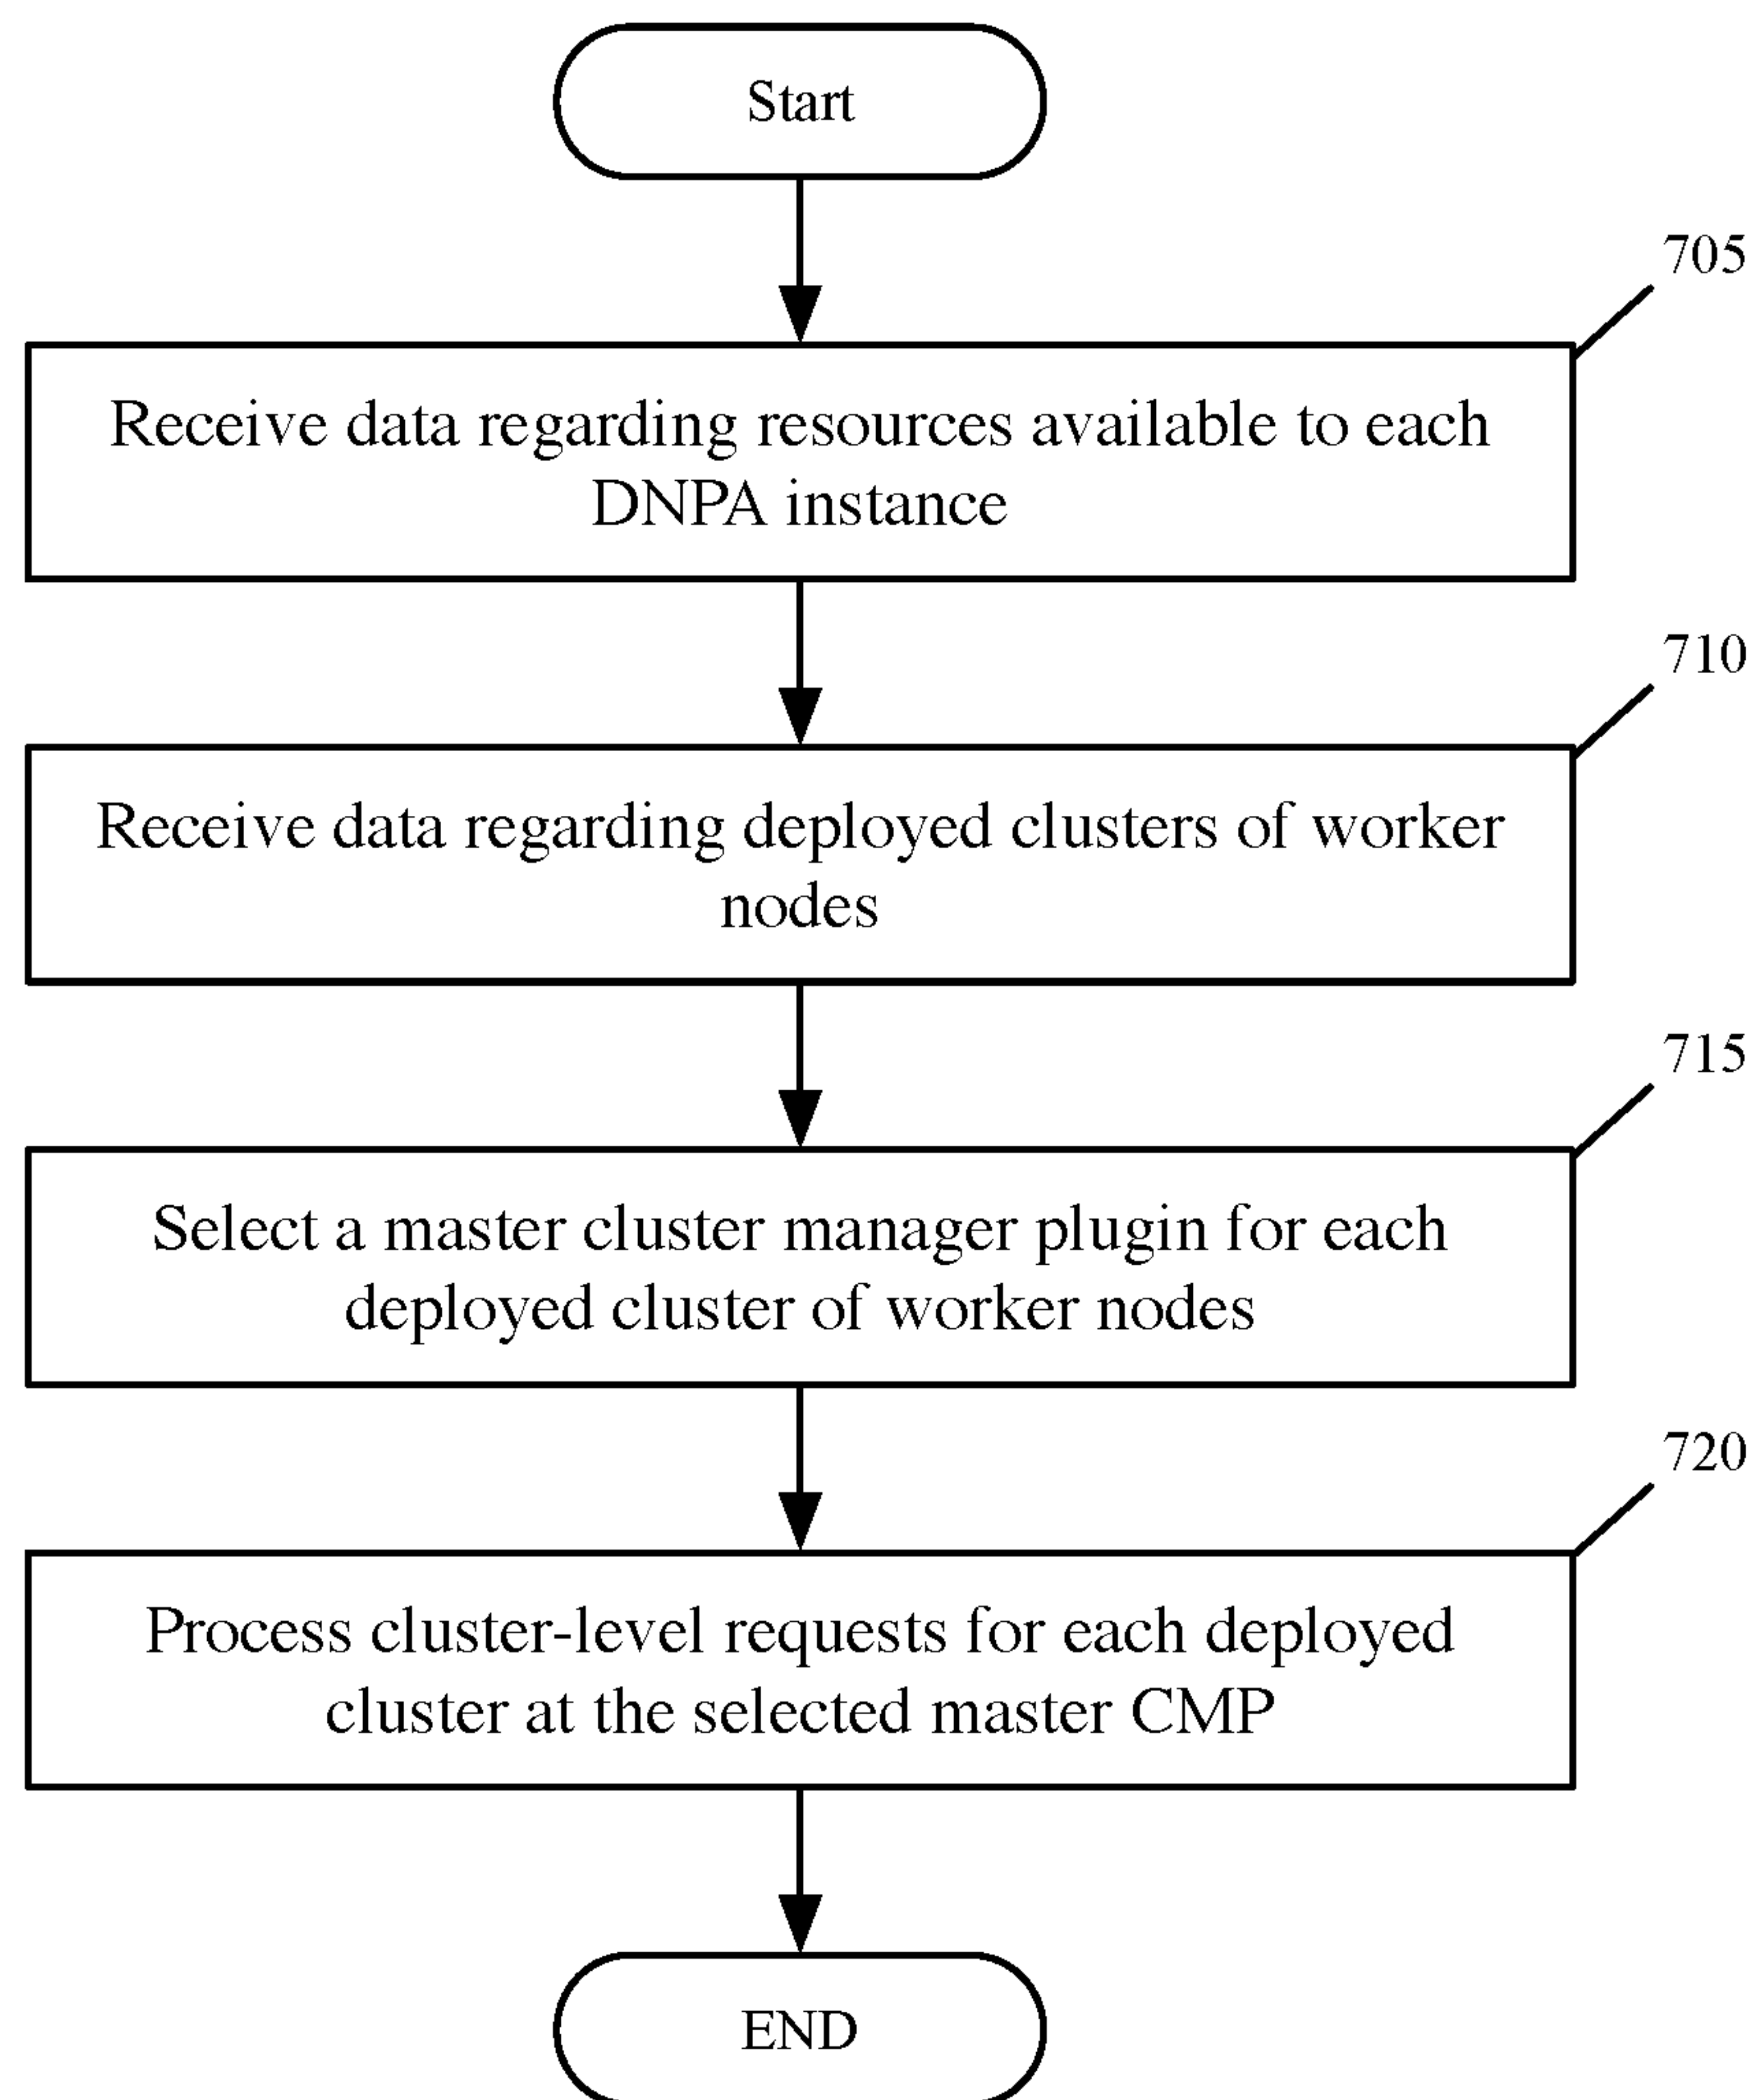 Start
705
Receive data regarding resources available to each
DNPA instance
710
Receive data regarding deployed clusters of worker
nodes
715
Select a master cluster manager plugin for each
deployed cluster of worker nodes
720
Process cluster-level requests for each deployed
cluster at the selected master CMP
END